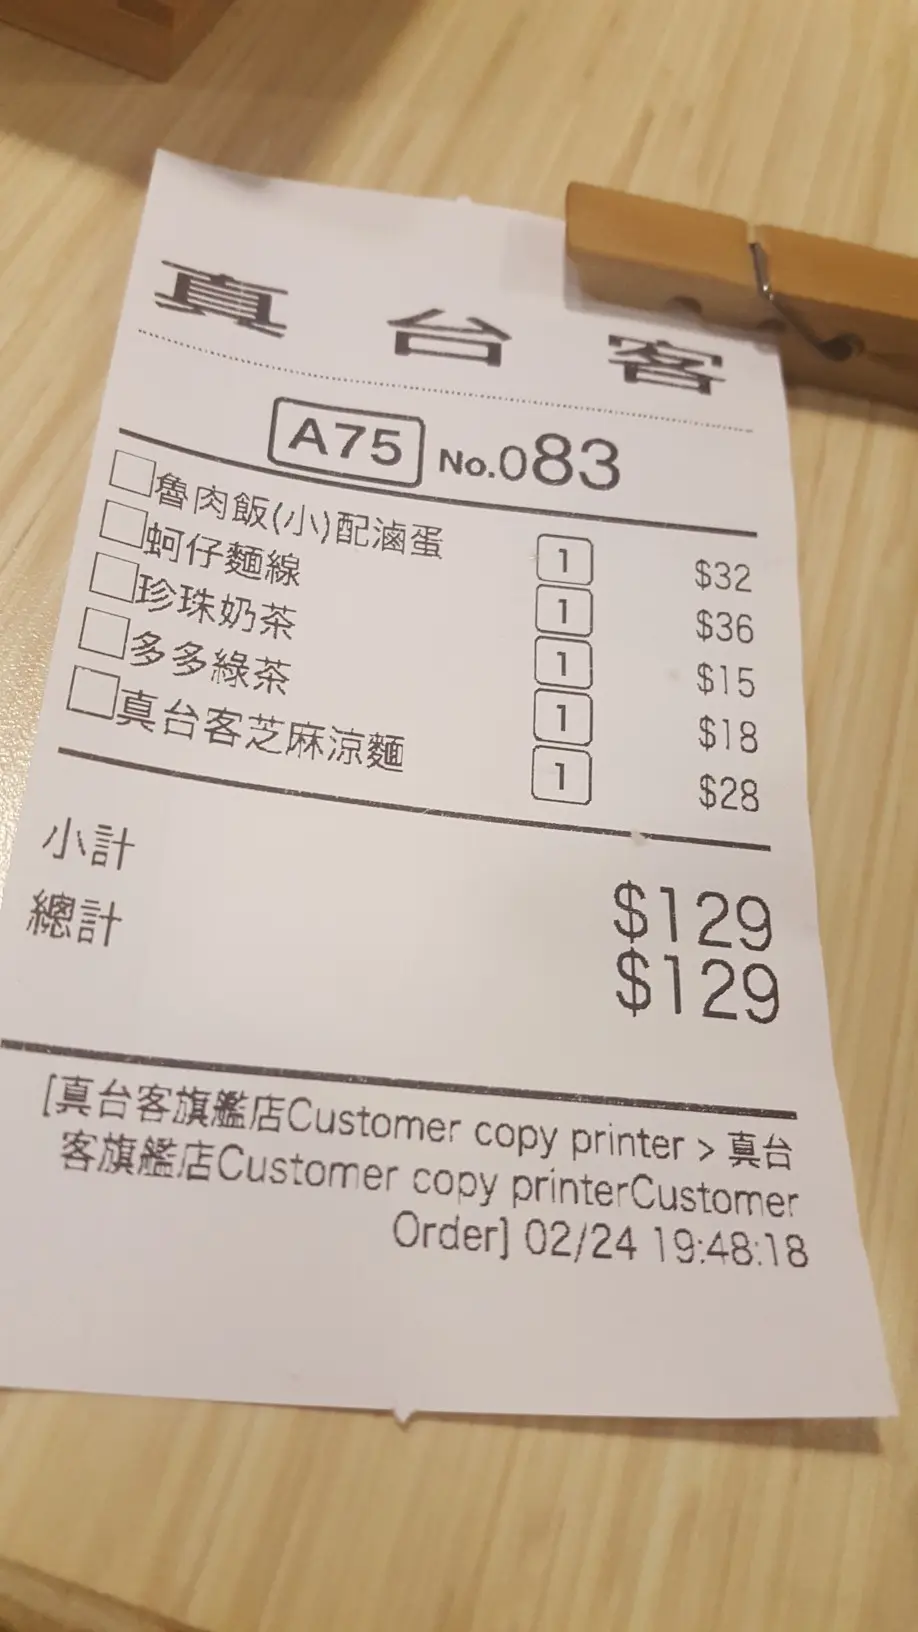 真台客
A75 No.083
魯肉飯(小)配滷蛋 1 $32
蚵仔麵線 1 $36
珍珠奶茶 1 $15
多多綠茶 1 $18
真台客芝麻涼麵 1 $28
小計 $129
總計 $129
[真台客旗艦店Customer copy printer > 真台
客旗艦店Customer copy printerCustomer
Order] 02/24 19:48:18